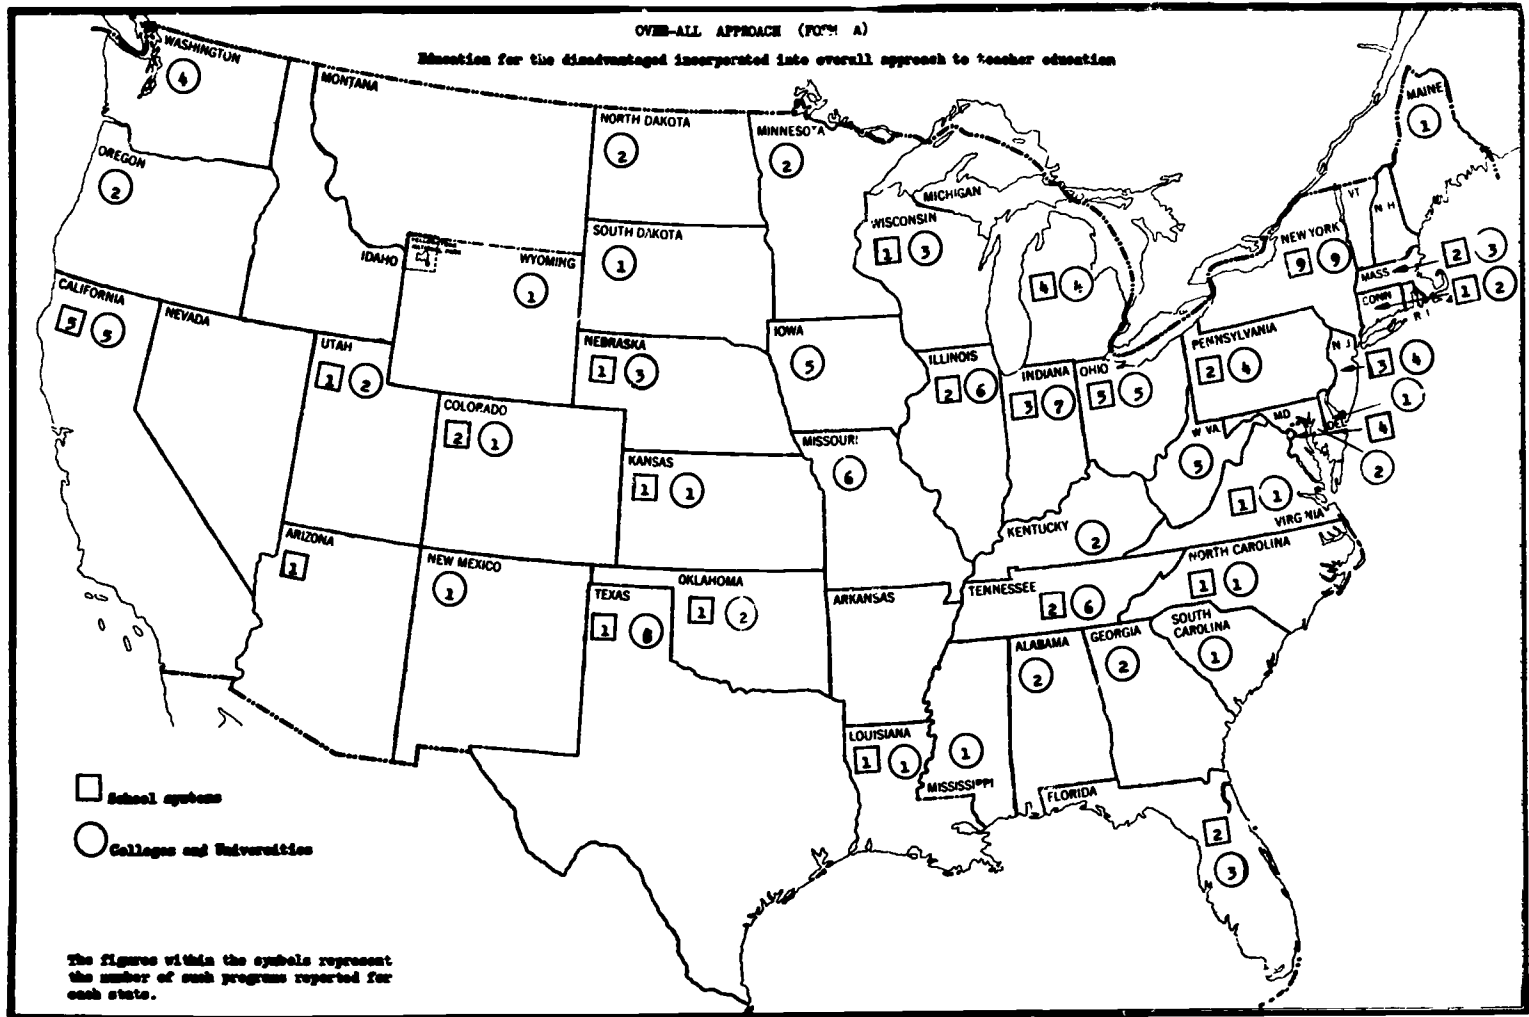 OVER-ALL APPROACH (FORM A)
Education for the disadvantaged incorporated into overall approach to teacher education
WASHINGTON
4
MONTANA
NORTH DAKOTA
2
MINNESOTA
2
MAINE
1
OREGON
2
IDAHO
WYOMING
1
SOUTH DAKOTA
1
WISCONSIN
1 3
MICHIGAN
4 4
NEW YORK
9 9
VT
N H
MASS
2 3
CONN
1 2
R I
CALIFORNIA
5
NEVADA
UTAH
1 2
NEBRASKA
1 3
IOWA
5
ILLINOIS
2 6
INDIANA
3 7
OHIO
5
PENNSYLVANIA
2 4
N J
3 4
1
DEL
MD
4
2
COLORADO
2 1
KANSAS
1 1
MISSOURI
6
W VA
5
1 1
VIRGINIA
KENTUCKY
2
ARIZONA
1
NEW MEXICO
1
TEXAS
1
OKLAHOMA
1 2
ARKANSAS
TENNESSEE
2 6
NORTH CAROLINA
1 1
SOUTH
CAROLINA
1
ALABAMA
2
GEORGIA
2
LOUISIANA
1 1
1
MISSISSIPPI
FLORIDA
2
3
School systems
Colleges and Universities
The figures within the symbols represent
the number of such programs reported for
each state.